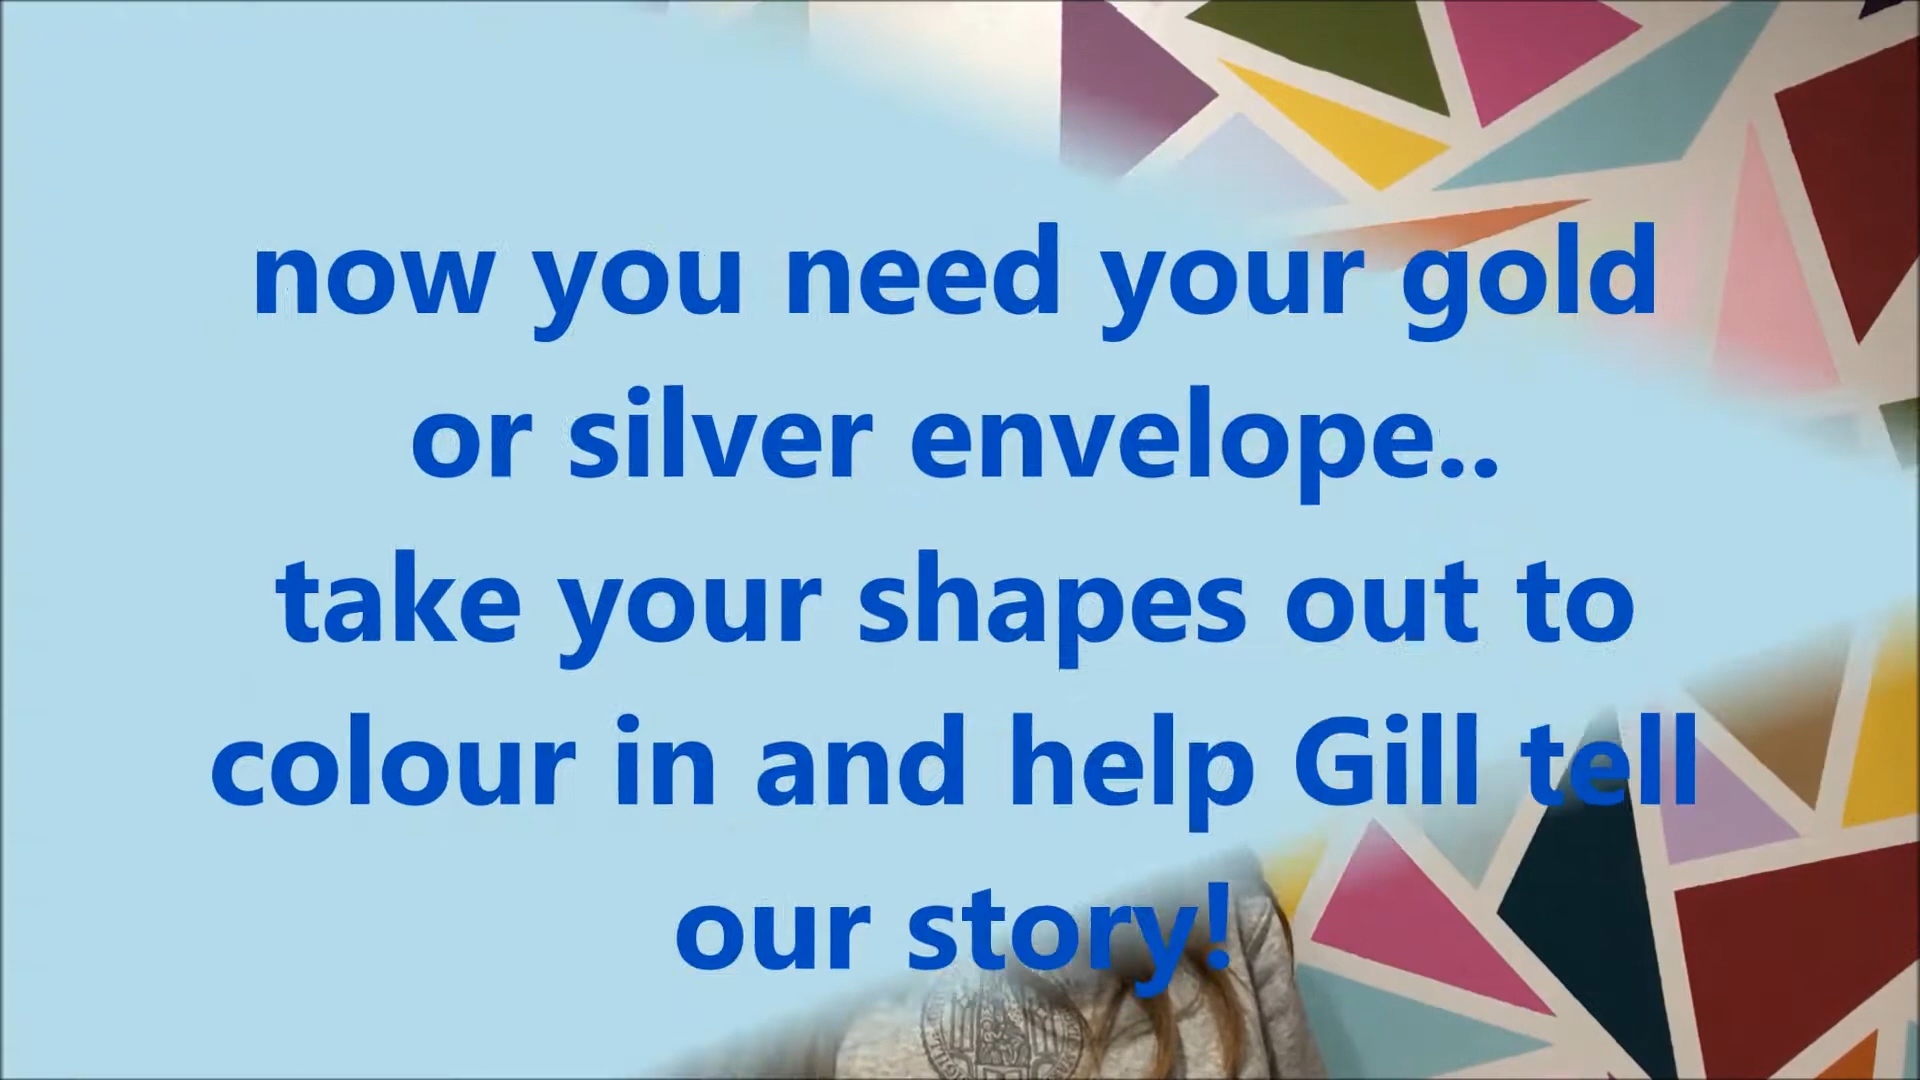 now you need your gold
or silver envelope..
take your shapes out to
colour in and help Gill tell
our story!